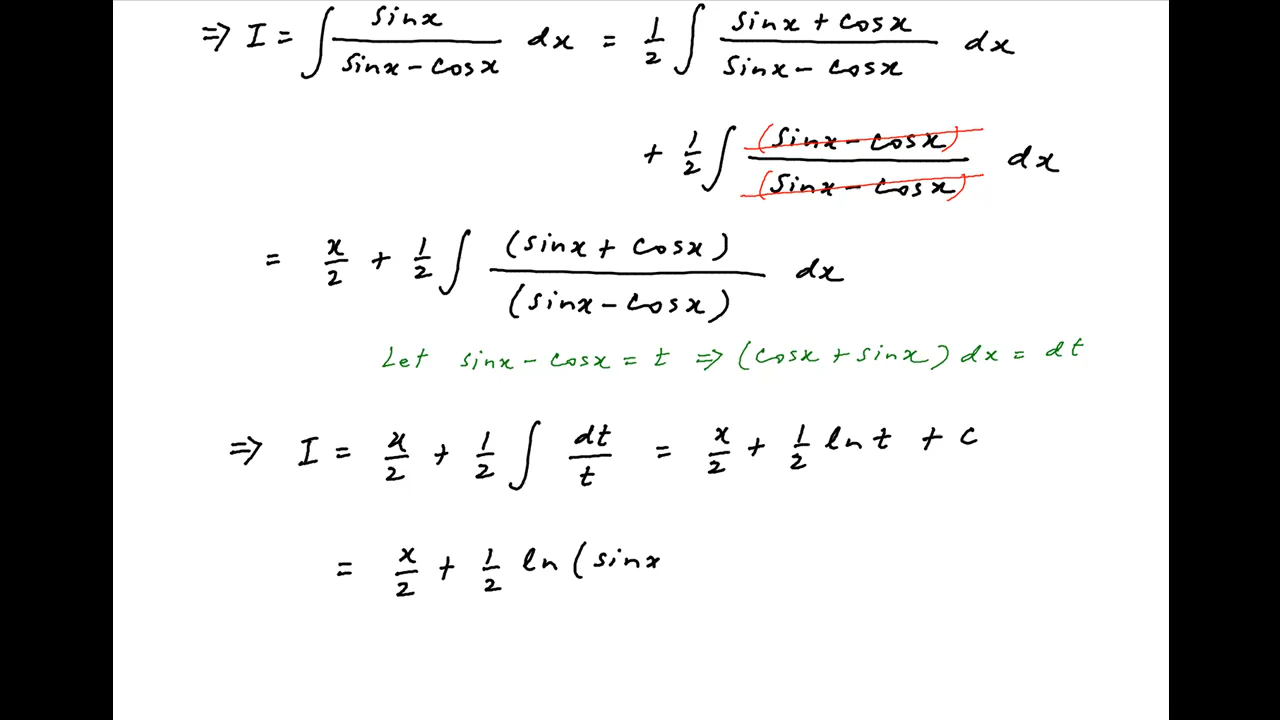 ⇒ I = ∫ sinx / (sinx − cosx) dx = 1/2 ∫ (sinx + cosx) / (sinx − cosx) dx
+ 1/2 ∫ (sinx − cosx) / (sinx − cosx) dx
= x/2 + 1/2 ∫ (sinx + cosx) / (sinx − cosx) dx
Let sinx − cosx = t ⇒ (cosx + sinx) dx = dt
⇒ I = x/2 + 1/2 ∫ dt/t = x/2 + 1/2 ln t + c
= x/2 + 1/2 ln (sinx